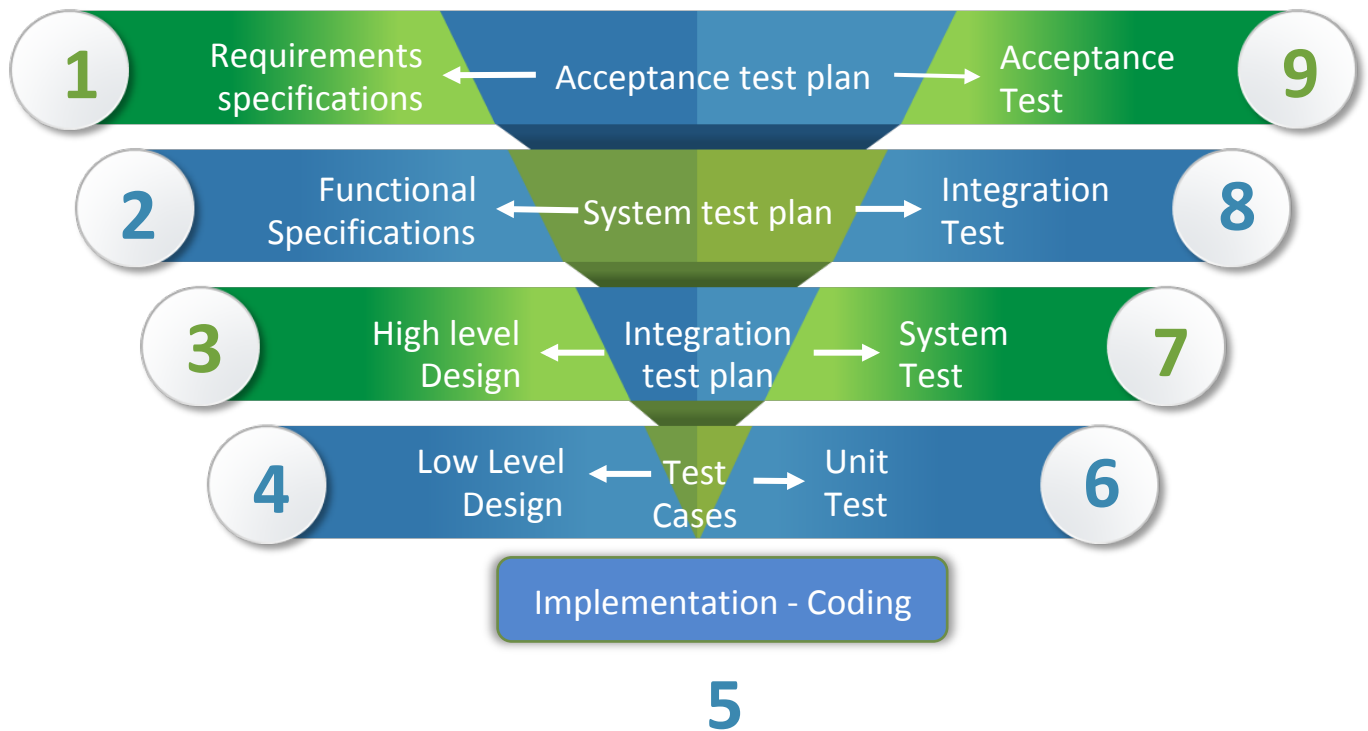 1
Requirements
specifications
Acceptance test plan
Acceptance
Test
9
2
Functional
Specifications
System test plan
Integration
Test
8
3
High level
Design
Integration
test plan
System
Test
7
4
Low Level
Design
Test
Cases
Unit
Test
6
Implementation - Coding
5